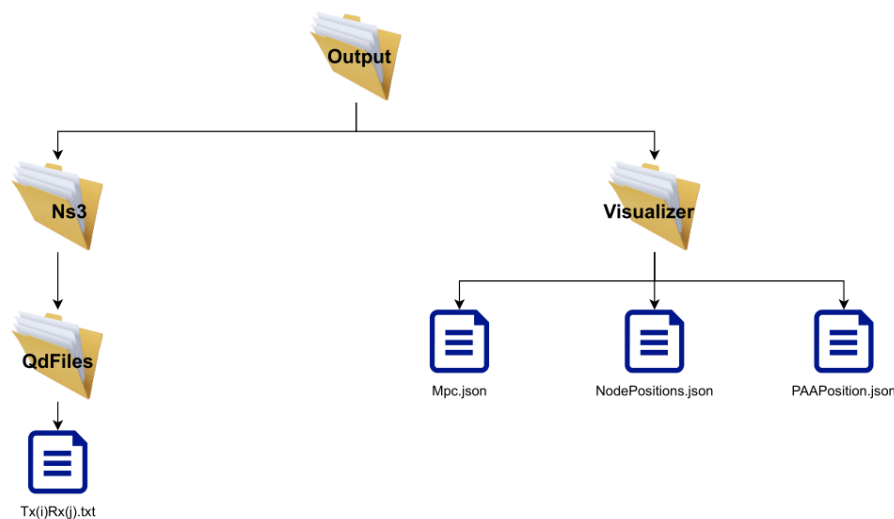 Output
Ns3
Visualizer
QdFiles
Mpc.json
NodePositions.json
PAAPosition.json
Tx(i)Rx(j).txt